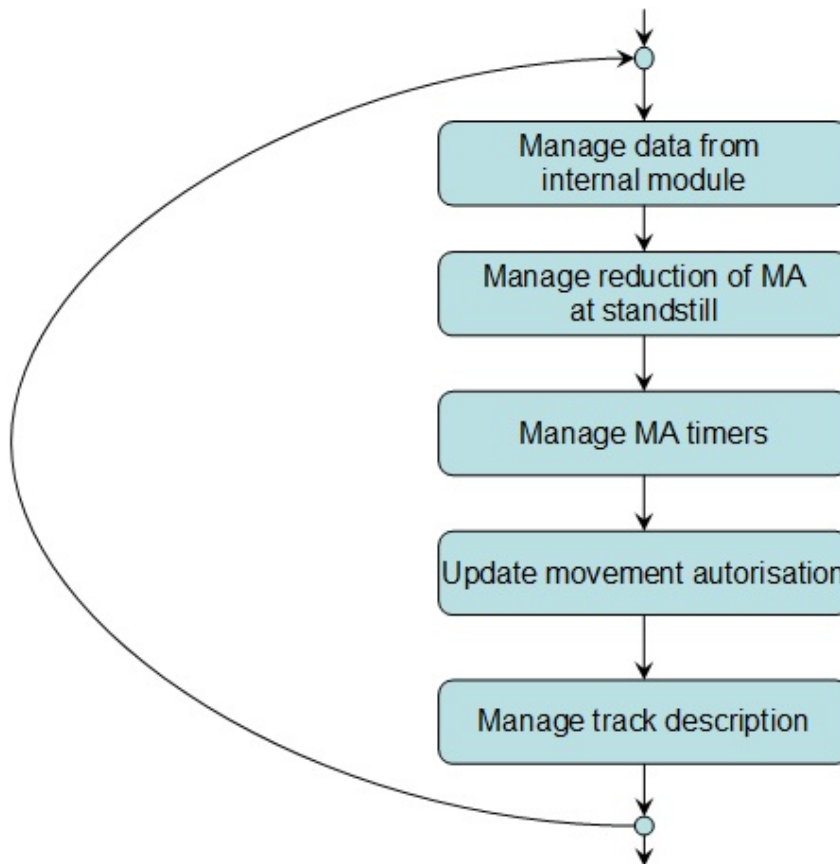 Manage data from
internal module
Manage reduction of MA
at standstill
Manage MA timers
Update movement autorisation
Manage track description